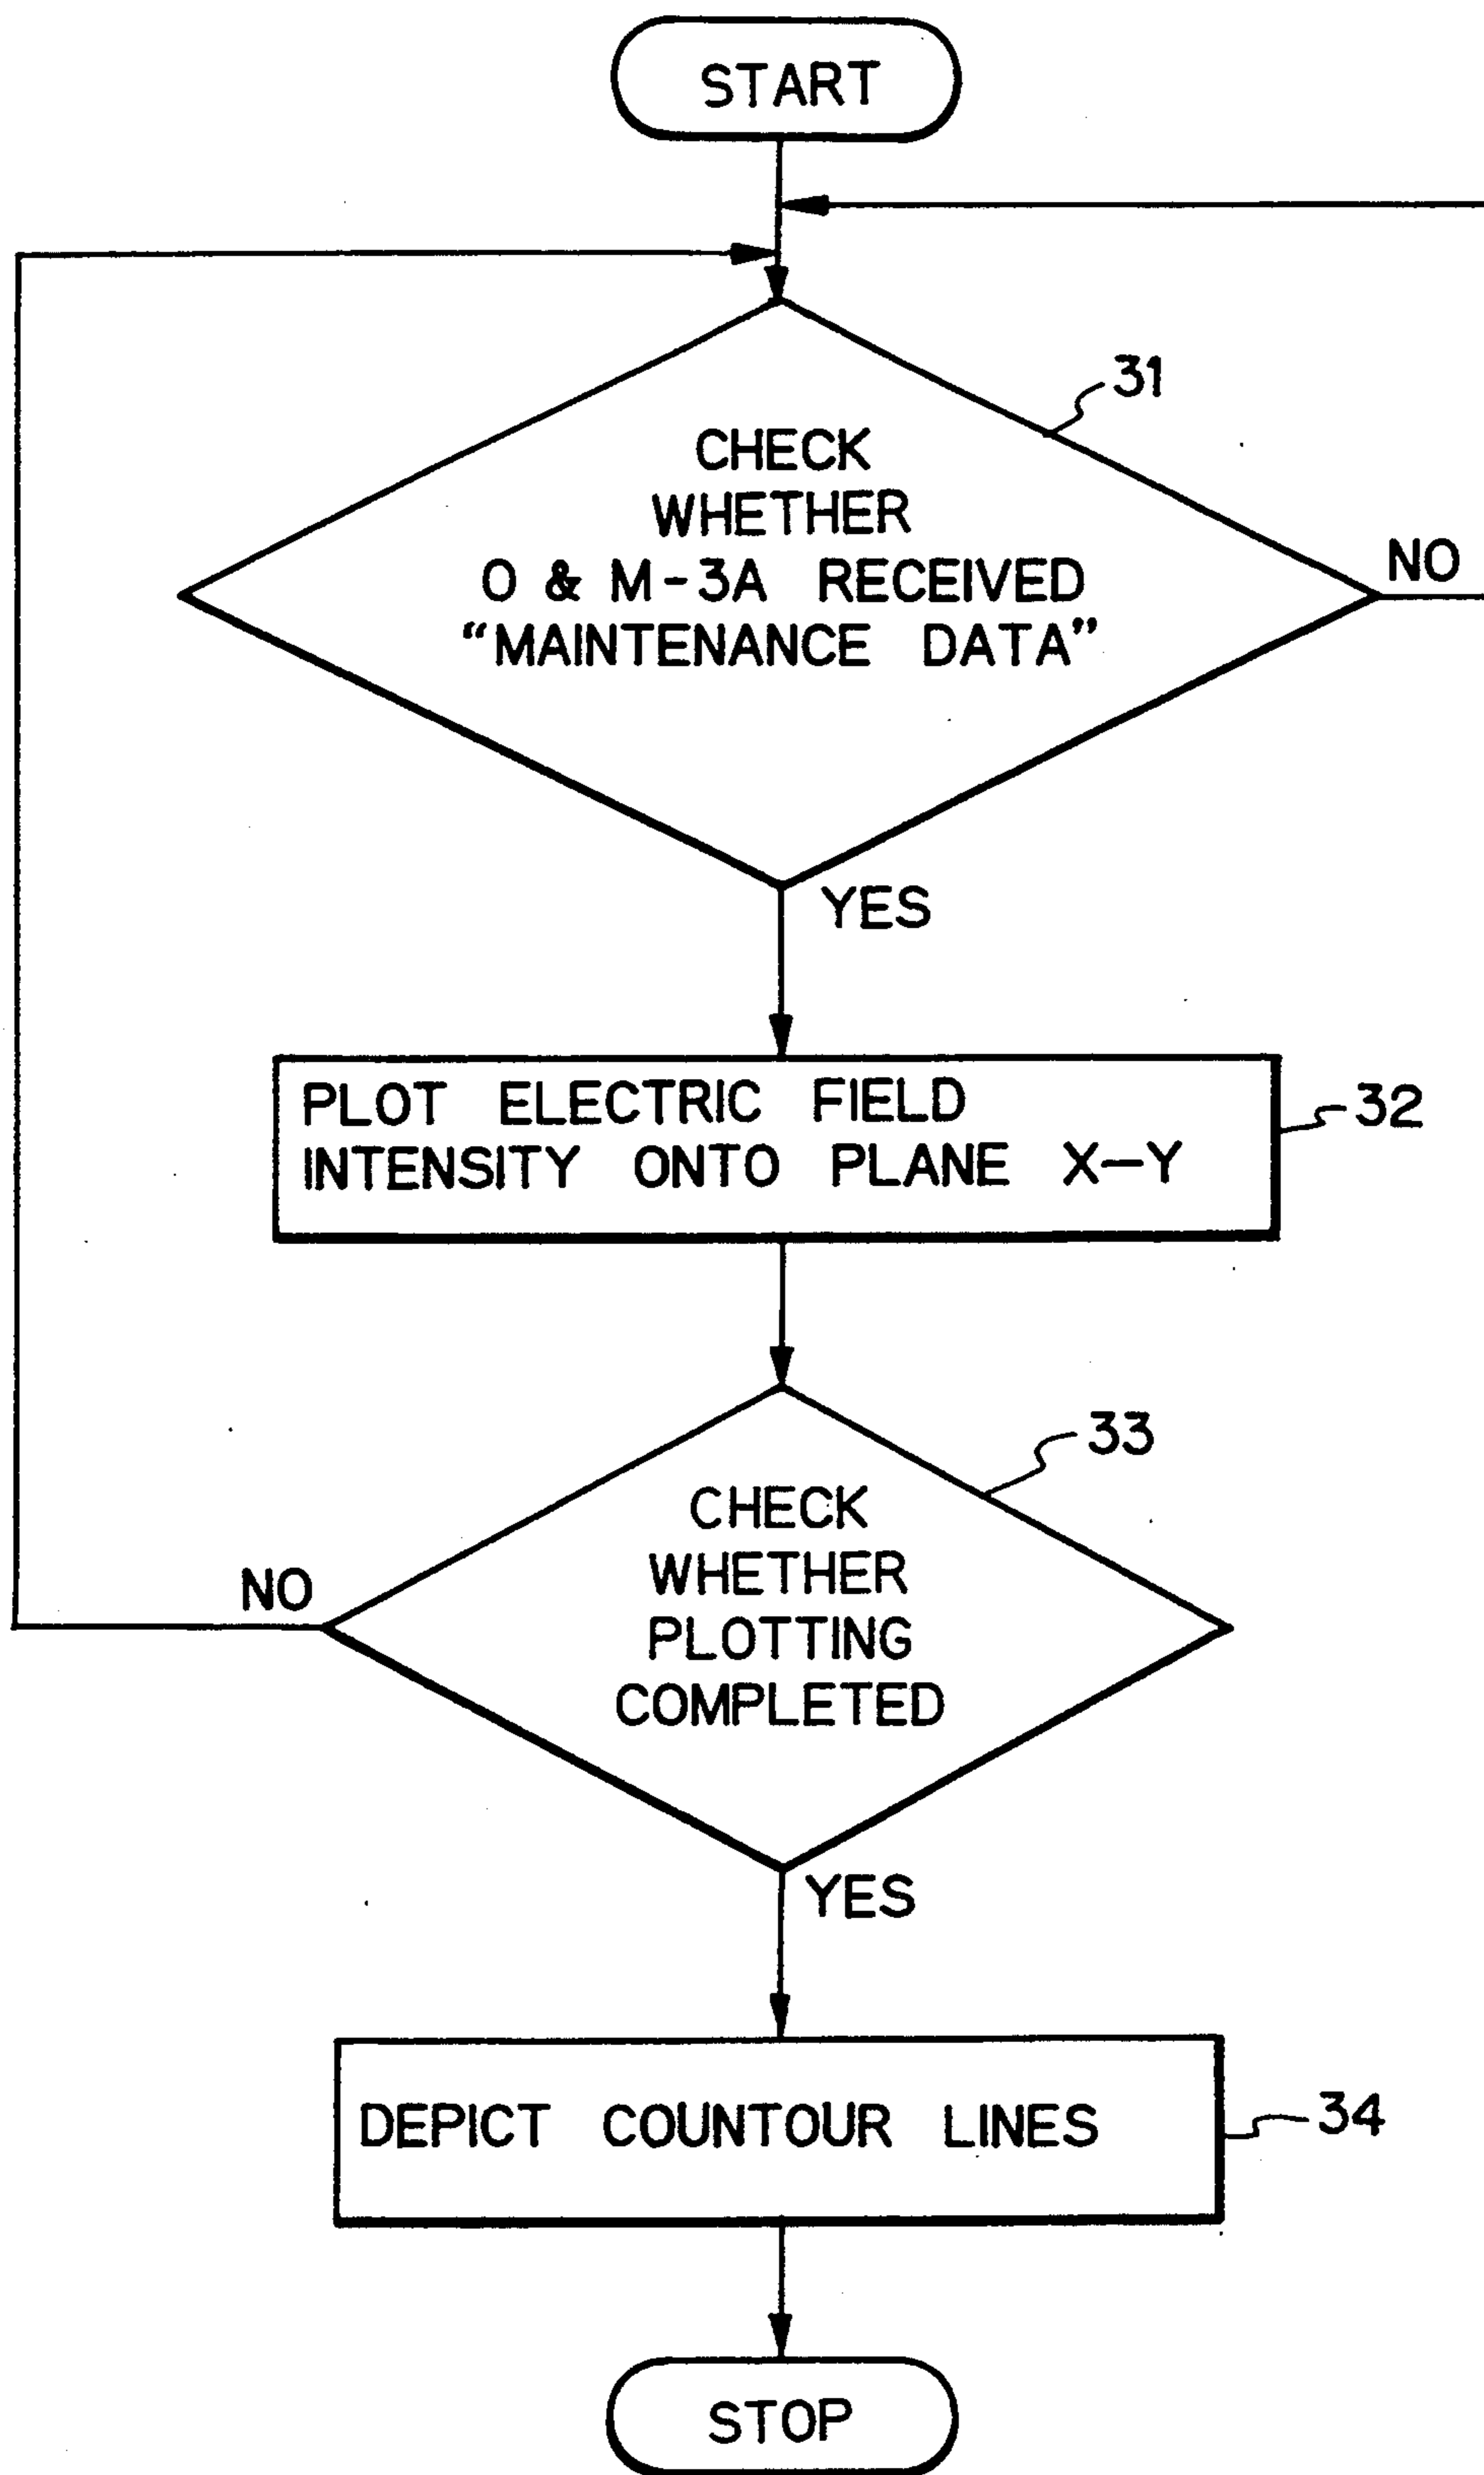 START
31
CHECK
WHETHER
O & M-3A RECEIVED
“MAINTENANCE DATA”
NO
YES
PLOT ELECTRIC FIELD
INTENSITY ONTO PLANE X-Y
32
33
CHECK
WHETHER
PLOTTING
COMPLETED
NO
YES
DEPICT COUNTOUR LINES
34
STOP